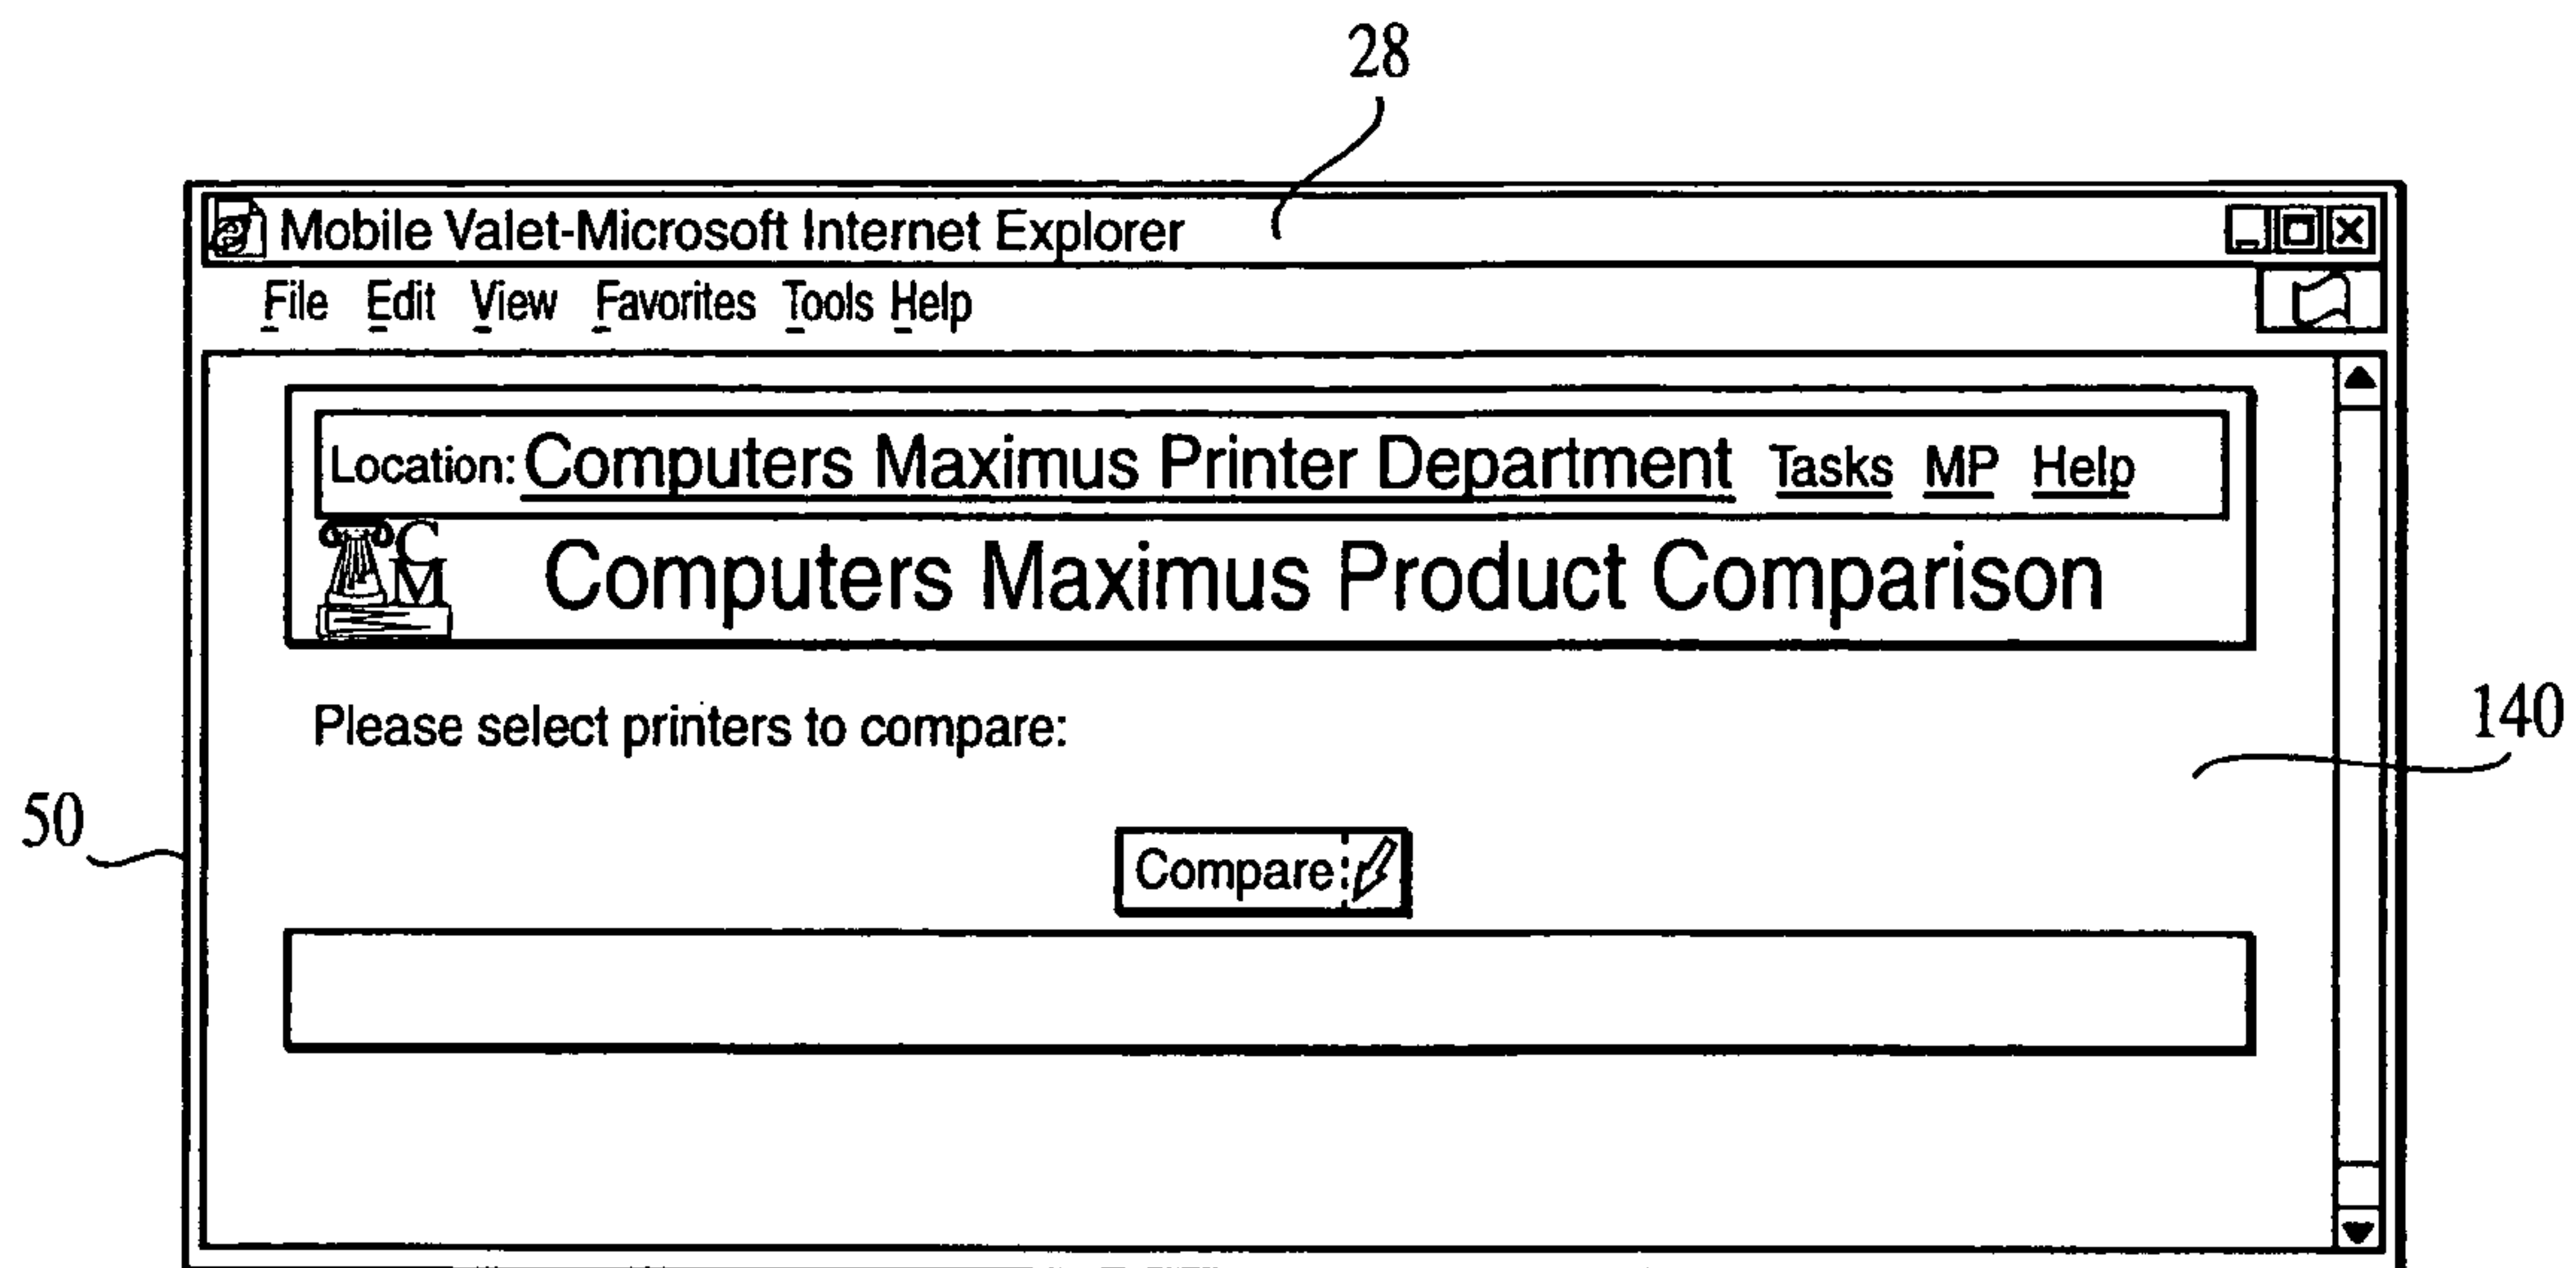 28
Mobile Valet-Microsoft Internet Explorer
File Edit View Favorites Tools Help
Location: Computers Maximus Printer Department Tasks MP Help
C
M
Computers Maximus Product Comparison
Please select printers to compare:
140
50
Compare